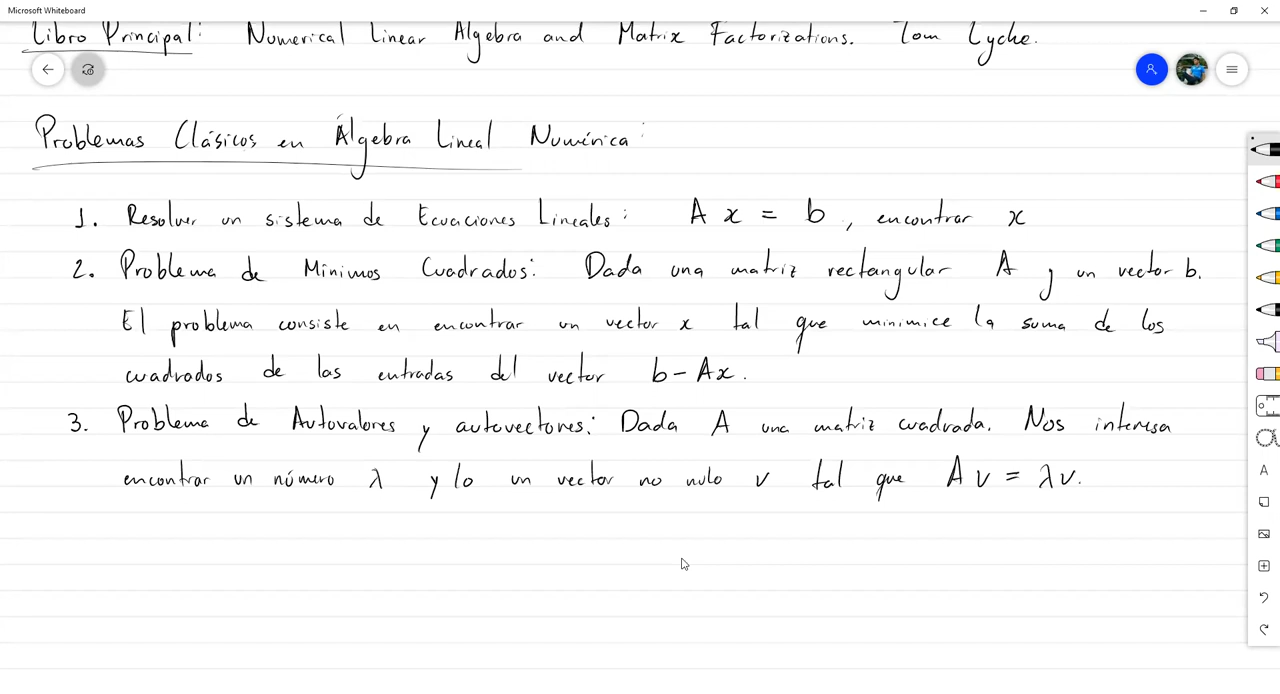 Microsoft Whiteboard
Libro Principal: Numerical Linear Algebra and Matrix Factorizations. Tom Lyche.
Problemas Clásicos en Álgebra Lineal Numérica:
1. Resolver un sistema de Ecuaciones Lineales: A x = b, encontrar x
2. Problema de Mínimos Cuadrados: Dada una matriz rectangular A y un vector b.
El problema consiste en encontrar un vector x tal que minimice la suma de los
cuadrados de las entradas del vector b - Ax.
3. Problema de Autovalores y autovectores: Dada A una matriz cuadrada. Nos interesa
encontrar un número λ y/o un vector no nulo v tal que A v = λv.